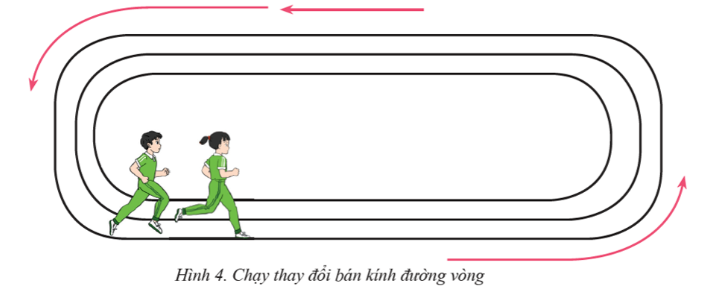 Hình 4. Chạy thay đổi bán kính đường vòng